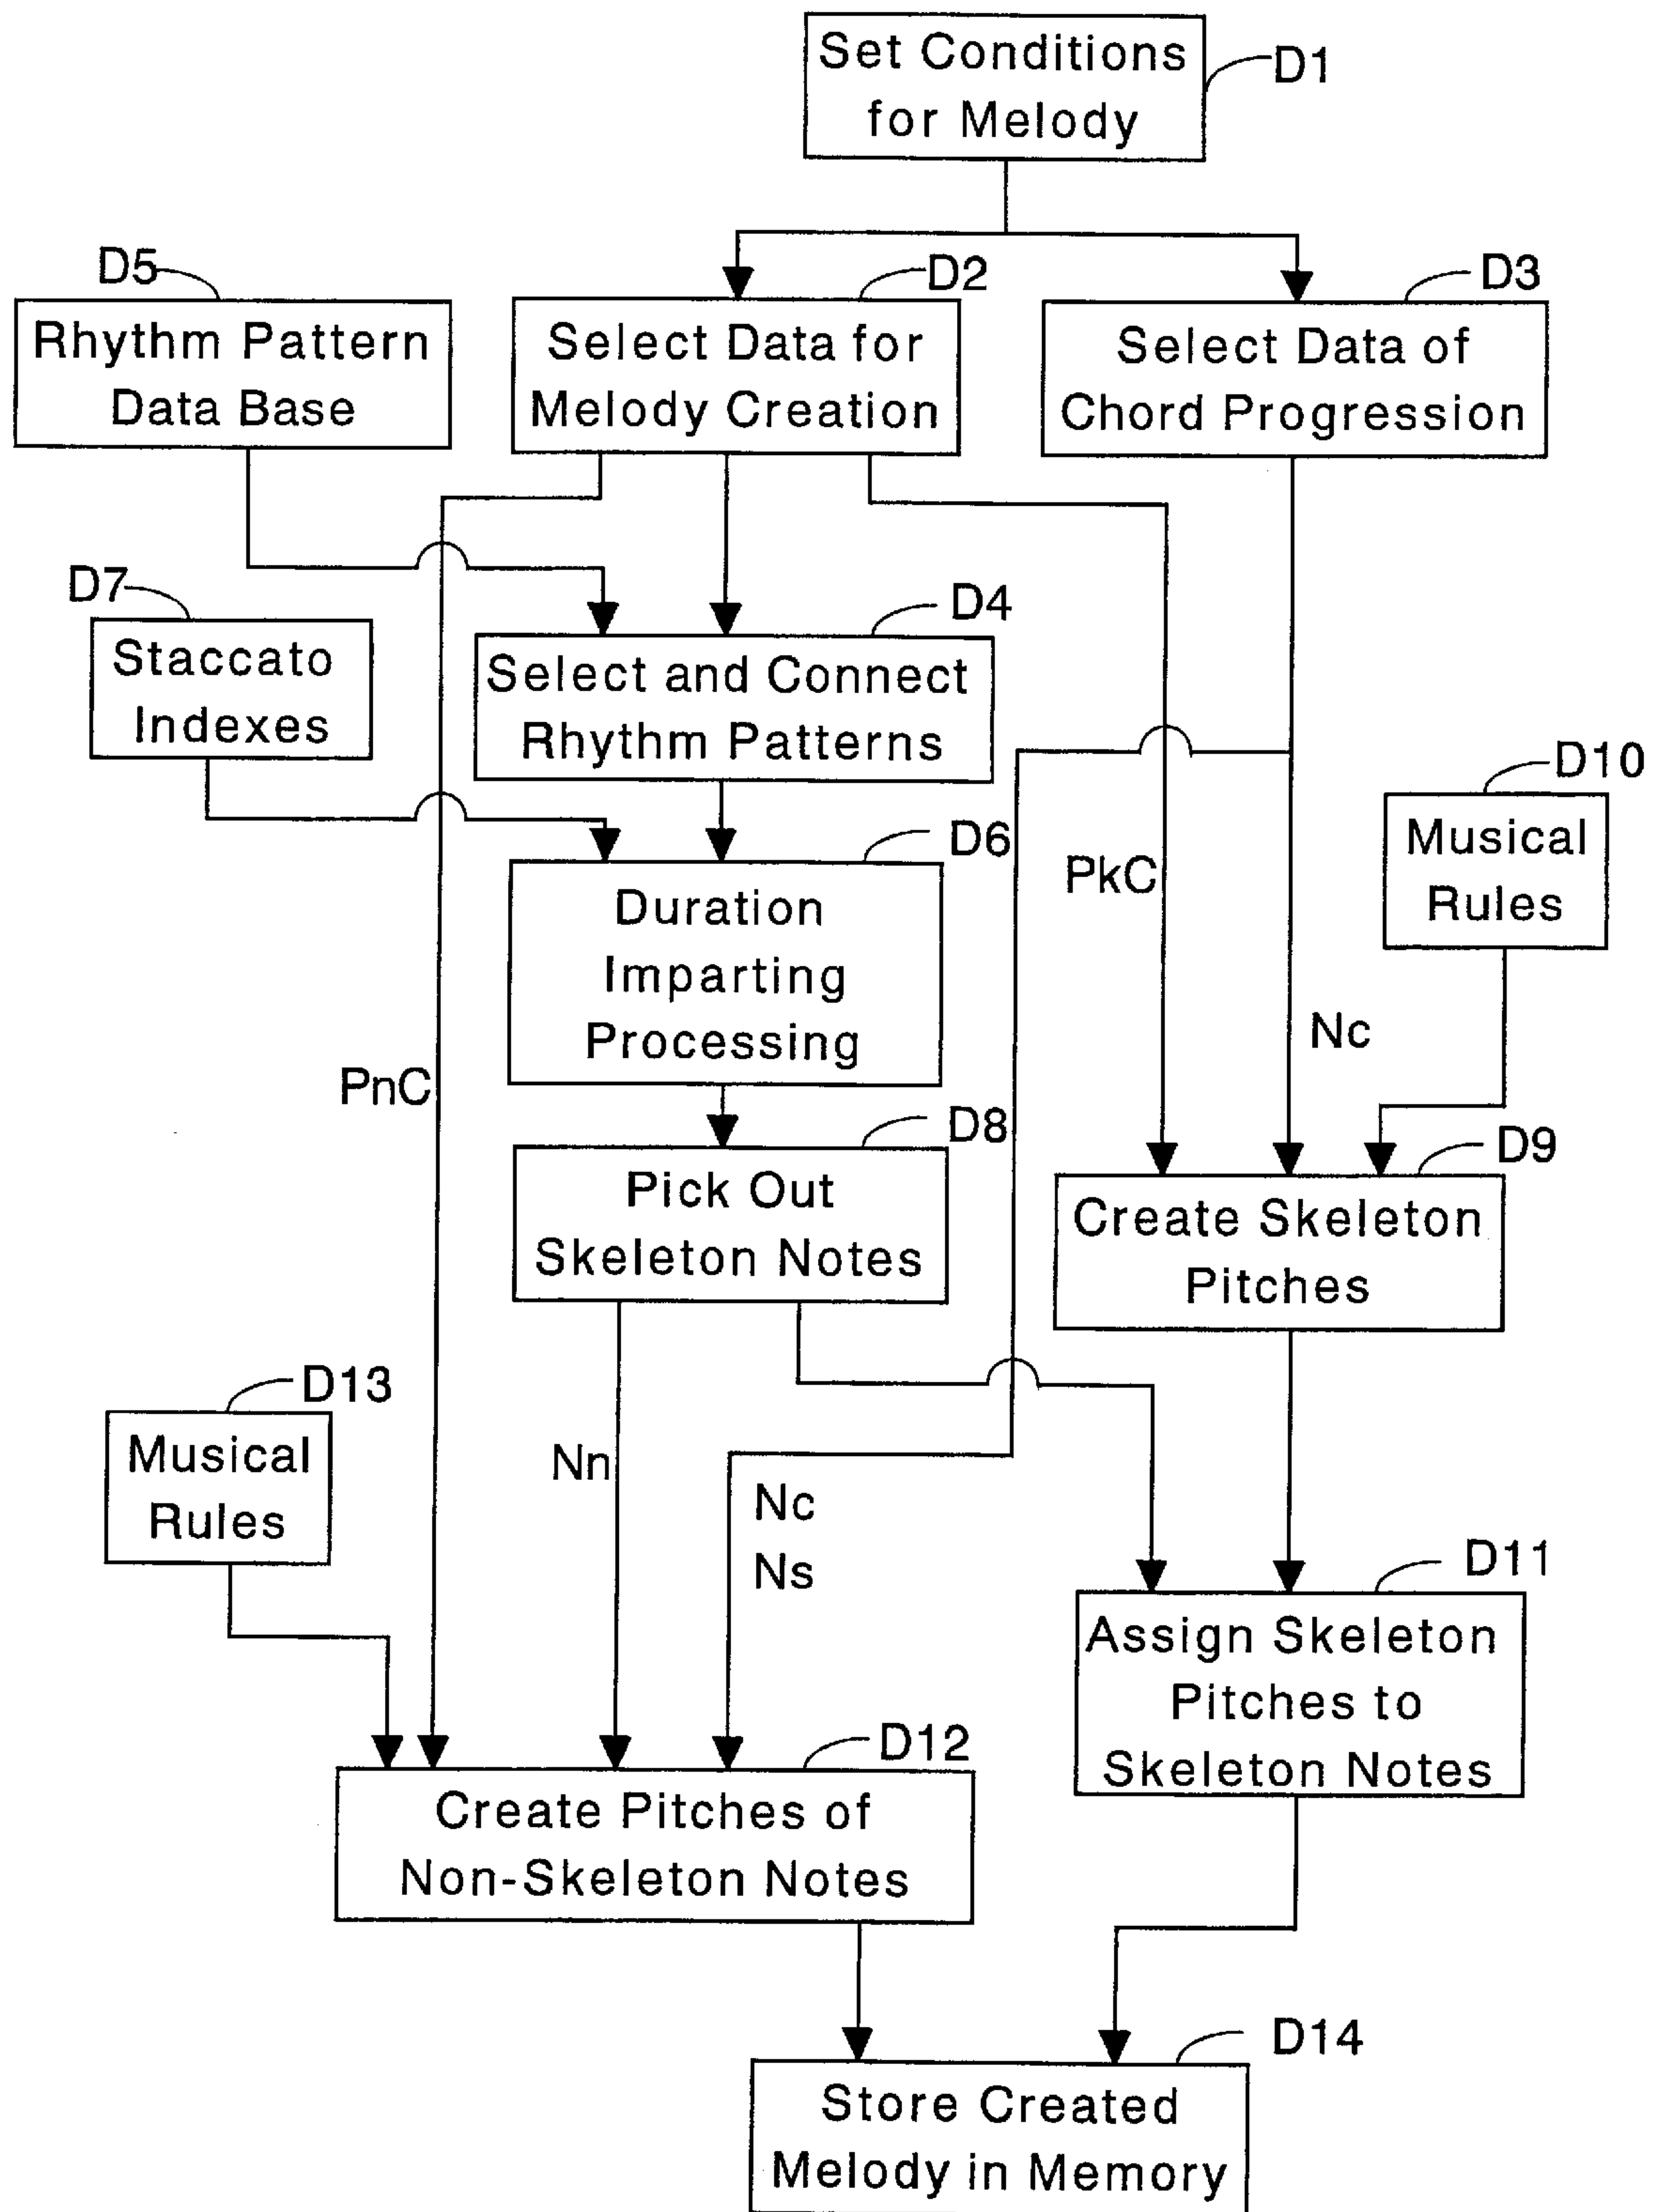 Set Conditions
for Melody
D1
D5
Rhythm Pattern
Data Base
D2
Select Data for
Melody Creation
D3
Select Data of
Chord Progression
D7
Staccato
Indexes
D4
Select and Connect
Rhythm Patterns
D10
Musical
Rules
D6
Duration
Imparting
Processing
PkC
Nc
PnC
D8
Pick Out
Skeleton Notes
D9
Create Skeleton
Pitches
D13
Musical
Rules
Nn
Nc
Ns
D11
Assign Skeleton
Pitches to
Skeleton Notes
D12
Create Pitches of
Non-Skeleton Notes
D14
Store Created
Melody in Memory